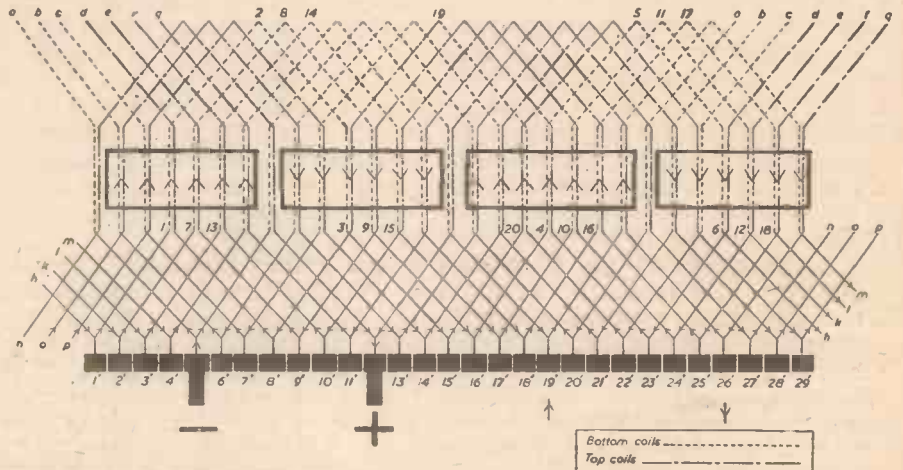 a b c d e r g 2 8 14 19 5 11 17 a b c d e f g
1 7 13 3 9 15 20 4 10 16 6 12 18 n o p
m
l
k
h
n o p
m
l
k
h
1' 2' 3' 4' 6' 7' 8' 9' 10' 11' 13' 14' 15' 16' 17' 18' 19' 20' 21' 22' 23' 24' 25' 26' 27' 28' 29'
− +
Bottom coils
Top coils